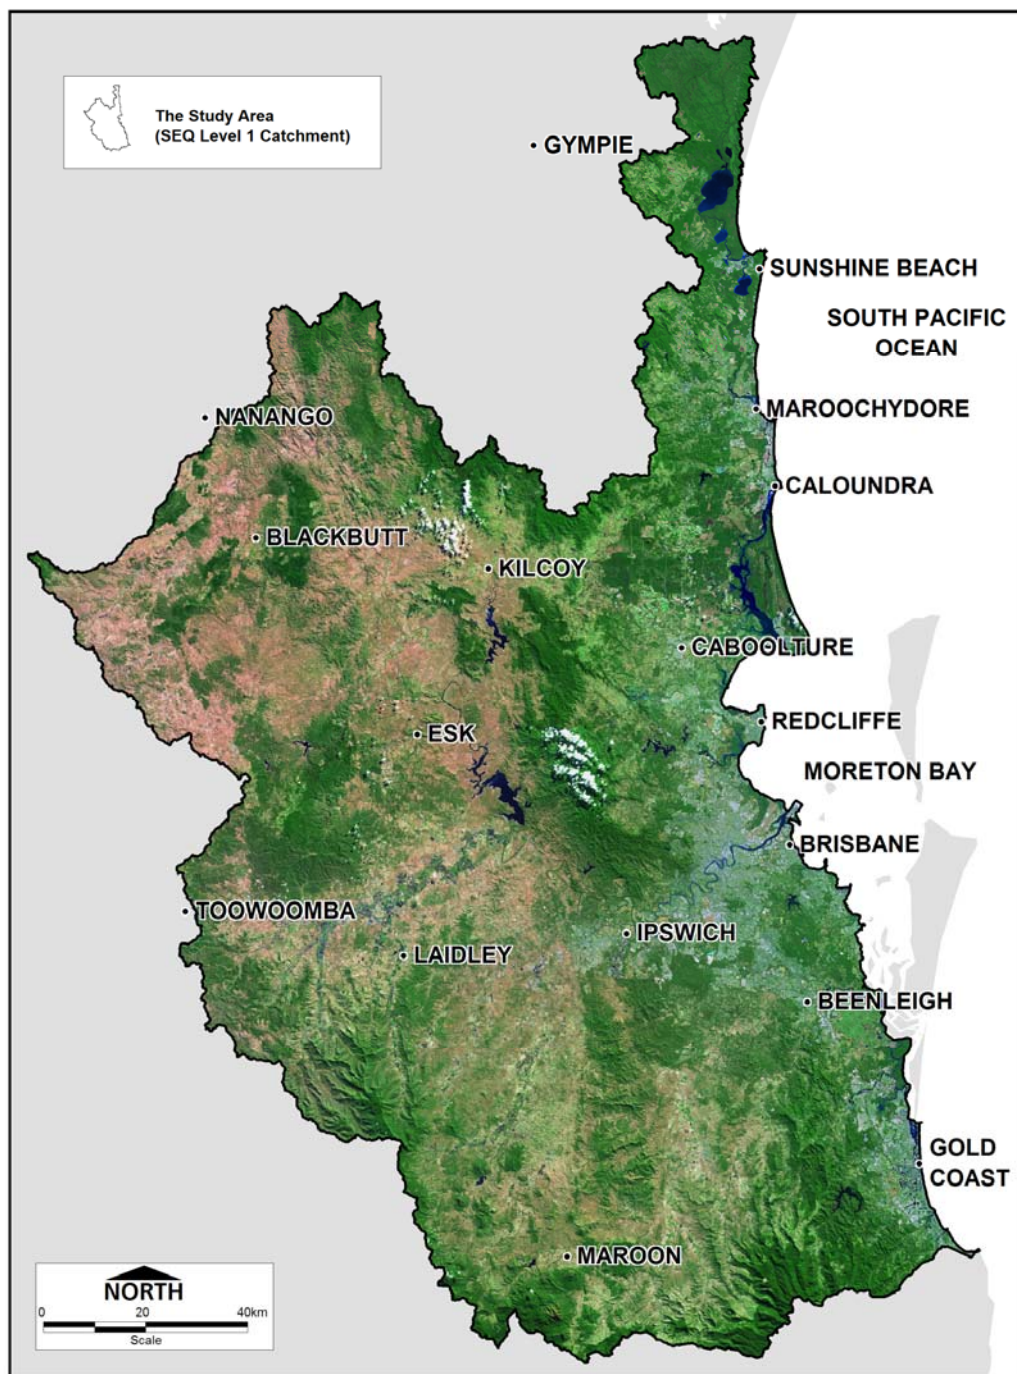 The Study Area
(SEQ Level 1 Catchment)
GYMPIE
SUNSHINE BEACH
SOUTH PACIFIC
OCEAN
NANANGO
MAROOCHYDORE
CALOUNDRA
BLACKBUTT
KILCOY
CABOOLTURE
REDCLIFFE
ESK
MORETON BAY
BRISBANE
TOOWOOMBA
IPSWICH
LAIDLEY
BEENLEIGH
GOLD
COAST
MAROON
NORTH
0 20 40km
Scale